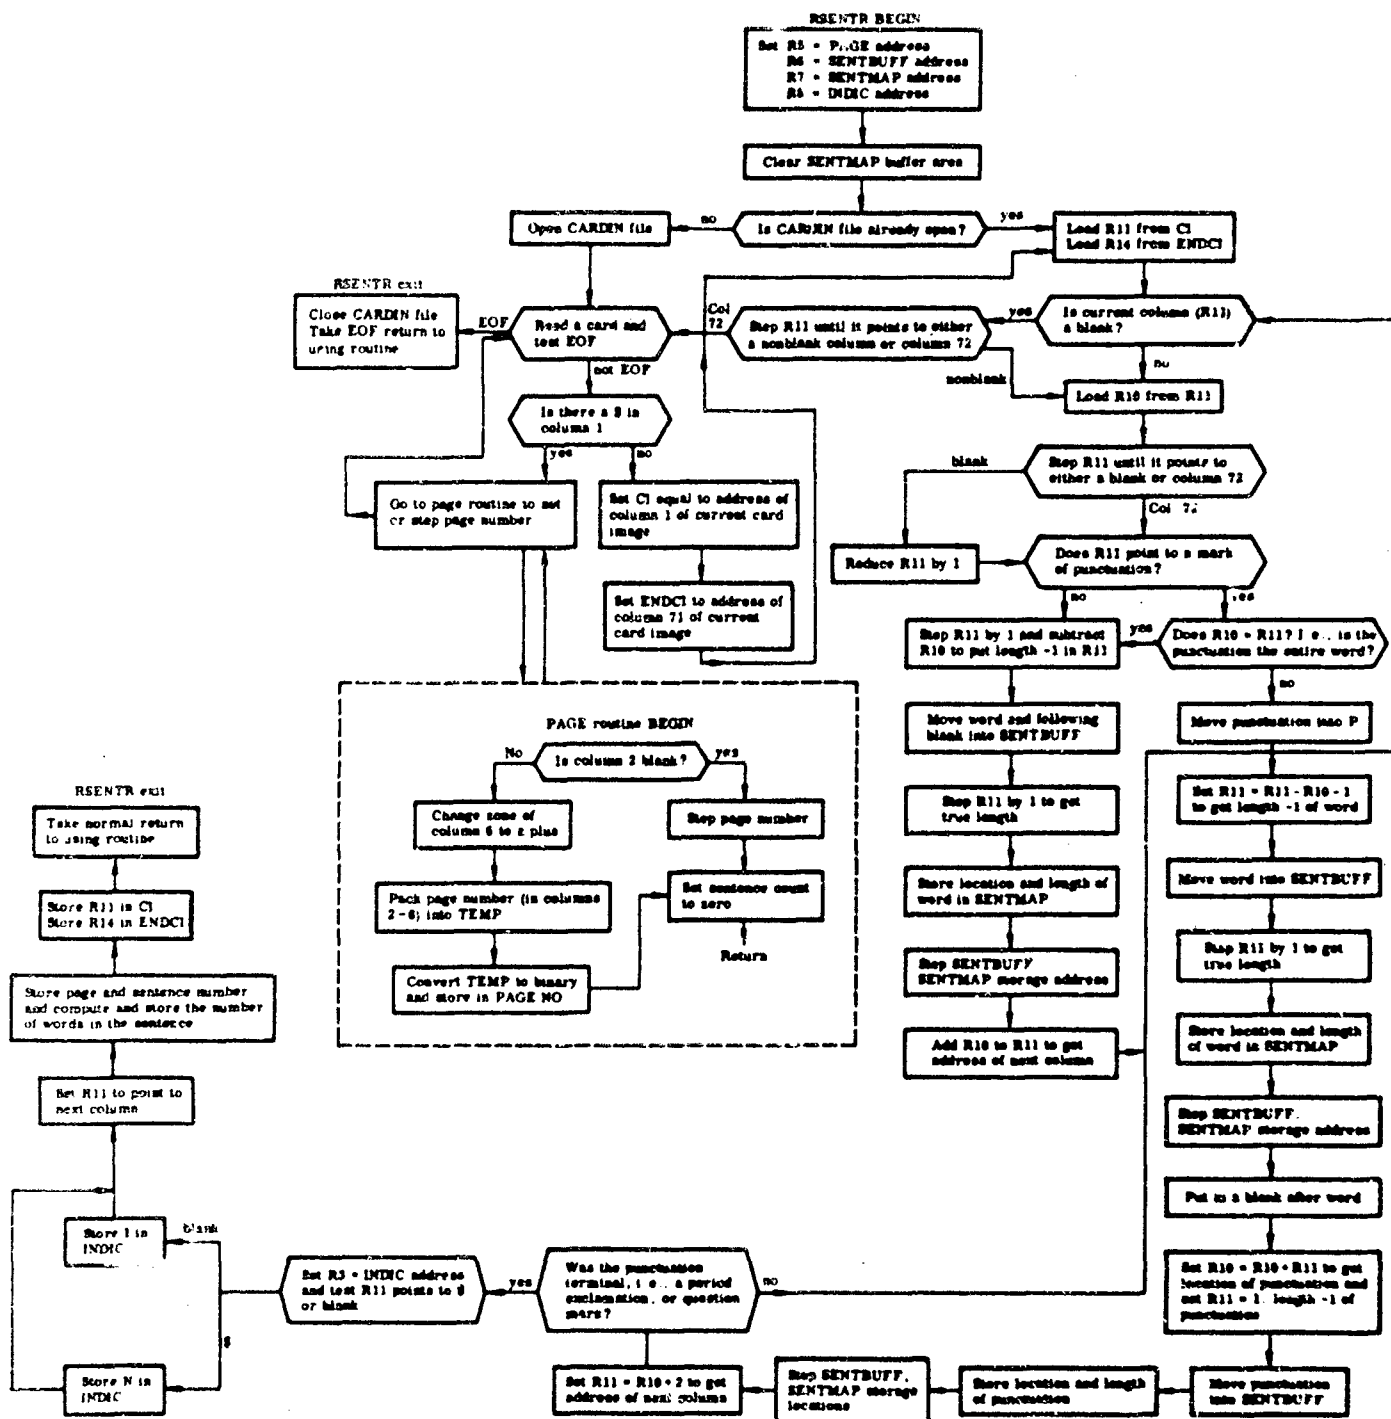 RSENTR BEGIN
Set R5 = PAGE address
R6 = SENTBUFF address
R7 = SENTMAP address
R8 = INDIC address
Clear SENTMAP buffer area
Is CARDIN file already open?
no
yes
Open CARDIN file
Load R11 from CI
Load R14 from ENDCI
RSENTR exit
Close CARDIN file
Take EOF return to
using routine
EOF
Read a card and
test EOF
not EOF
Col
72
Step R11 until it points to either
a nonblank column or column 72
yes
Is current column (R11)
a blank?
no
nonblank
Load R10 from R11
Is there a $ in
column 1
yes
no
Go to page routine to set
or step page number
Set CI equal to address of
column 1 of current card
image
Set ENDCI to address of
column 71 of current
card image
blank
Step R11 until it points to
either a blank or column 72
Col 72
Reduce R11 by 1
Does R11 point to a mark
of punctuation?
no
yes
Step R11 by 1 and subtract
R10 to put length -1 in R11
yes
Does R10 = R11? I.e., is the
punctuation the entire word?
no
Move word and following
blank into SENTBUFF
Step R11 by 1 to get
true length
Store location and length of
word in SENTMAP
Step SENTBUFF
SENTMAP storage address
Add R10 to R11 to get
address of next column
Move punctuation into P
Set R11 = R11 - R10 - 1
to get length -1 of word
Move word into SENTBUFF
Step R11 by 1 to get
true length
Store location and length
of word in SENTMAP
Step SENTBUFF.
SENTMAP storage address
Put in a blank after word
Set R10 = R10 + R11 to get
location of punctuation and
set R11 = 1. length -1 of
punctuation
Move punctuation
into SENTBUFF
Store location and length
of punctuation
Step SENTBUFF,
SENTMAP storage
locations
Set R11 = R10 + 2 to get
address of next column
Was the punctuation
terminal, i.e., a period
exclamation, or question
mark?
no
yes
Set R3 = INDIC address
and test R11 points to $
or blank
blank
$
Store 1 in
INDIC
Store N in
INDIC
Set R11 to point to
next column
Store page and sentence number
and compute and store the number
of words in the sentence
Store R11 in CI
Store R14 in ENDCI
Take normal return
to using routine
RSENTR exit
PAGE routine BEGIN
No
Is column 2 blank?
yes
Change zone of
column 6 to a plus
Step page number
Pack page number (in columns
2-6) into TEMP
Set sentence count
to zero
Convert TEMP to binary
and store in PAGE NO
Return